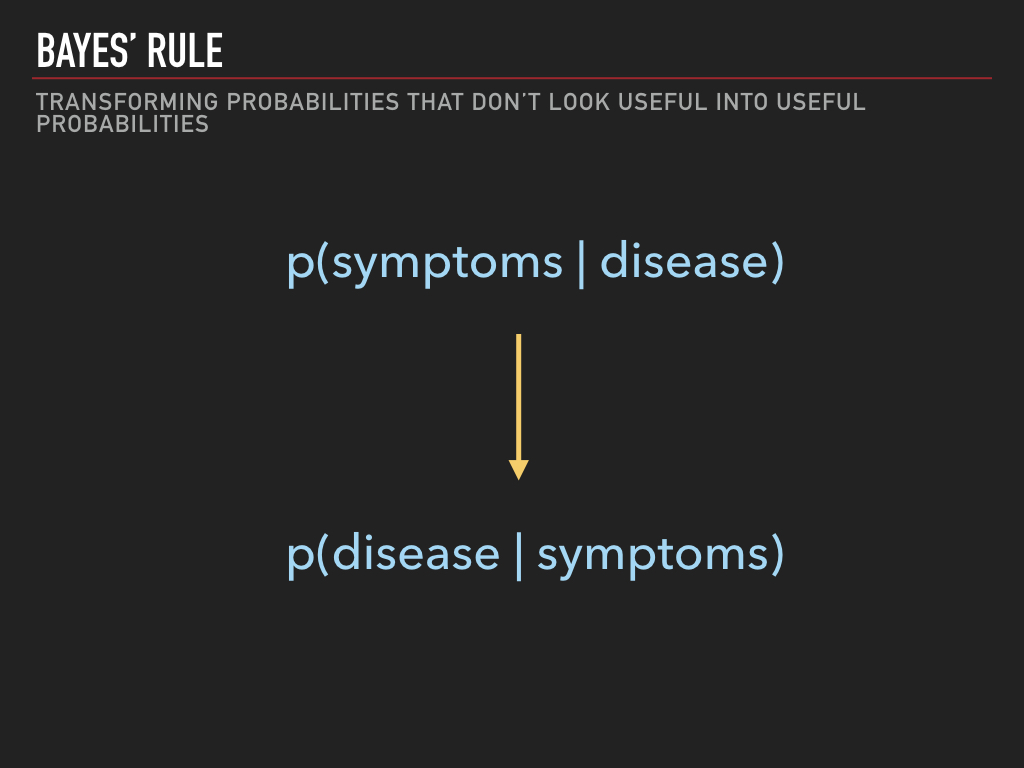 BAYES’ RULE
TRANSFORMING PROBABILITIES THAT DON’T LOOK USEFUL INTO USEFUL
PROBABILITIES
p(symptoms | disease)
p(disease | symptoms)